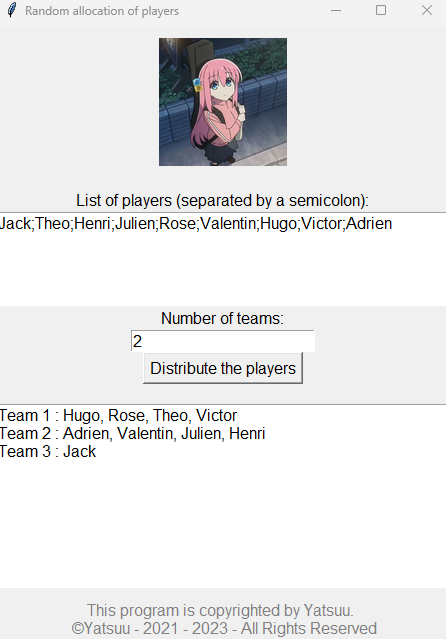 Random allocation of players
List of players (separated by a semicolon):
Jack;Theo;Henri;Julien;Rose;Valentin;Hugo;Victor;Adrien
Number of teams:
2
Distribute the players
Team 1 : Hugo, Rose, Theo, Victor
Team 2 : Adrien, Valentin, Julien, Henri
Team 3 : Jack
This program is copyrighted by Yatsuu.
©Yatsuu - 2021 - 2023 - All Rights Reserved